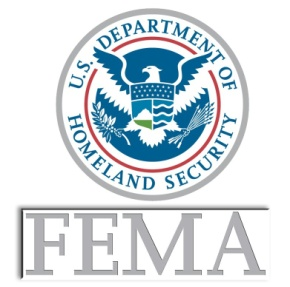 U.S. DEPARTMENT OF
HOMELAND SECURITY
FEMA